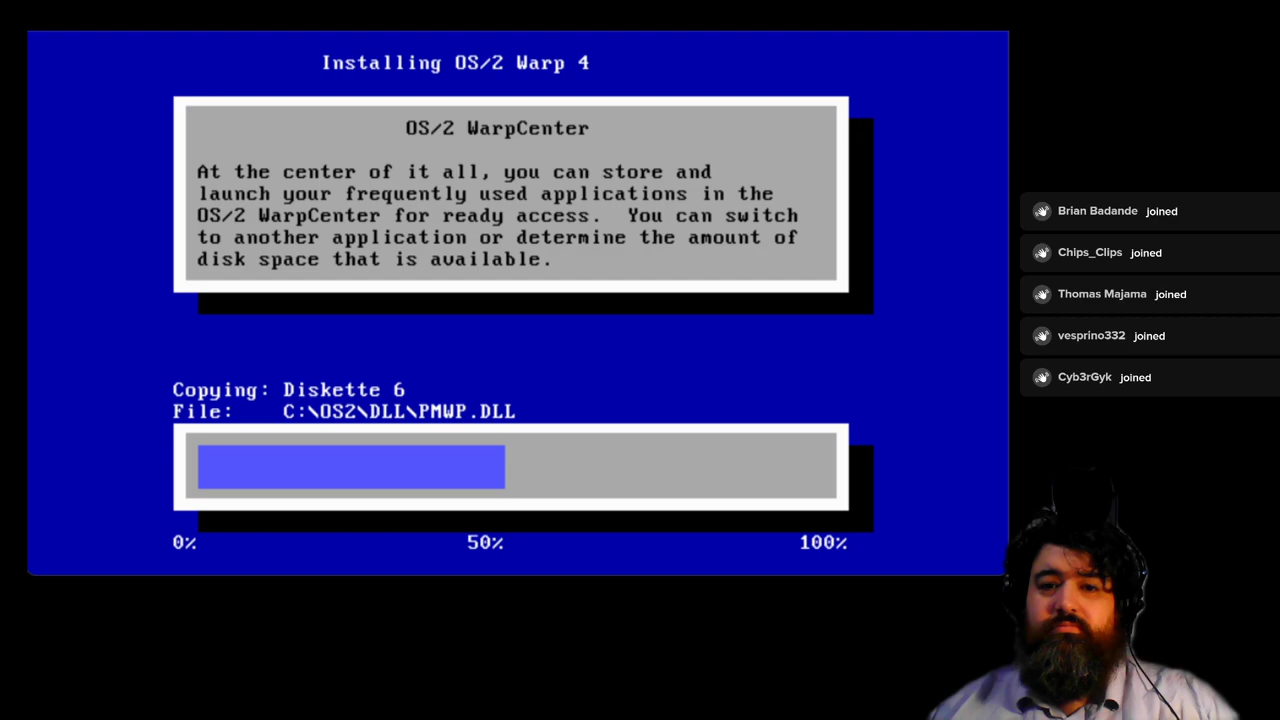 Installing OS/2 Warp 4
OS/2 WarpCenter
At the center of it all, you can store and
launch your frequently used applications in the
OS/2 WarpCenter for ready access.  You can switch
to another application or determine the amount of
disk space that is available.
Copying: Diskette 6
File:    C:\OS2\DLL\PMWP.DLL
0% 50% 100%
Brian Badande joined
Chips_Clips joined
Thomas Majama joined
vesprino332 joined
Cyb3rGyk joined